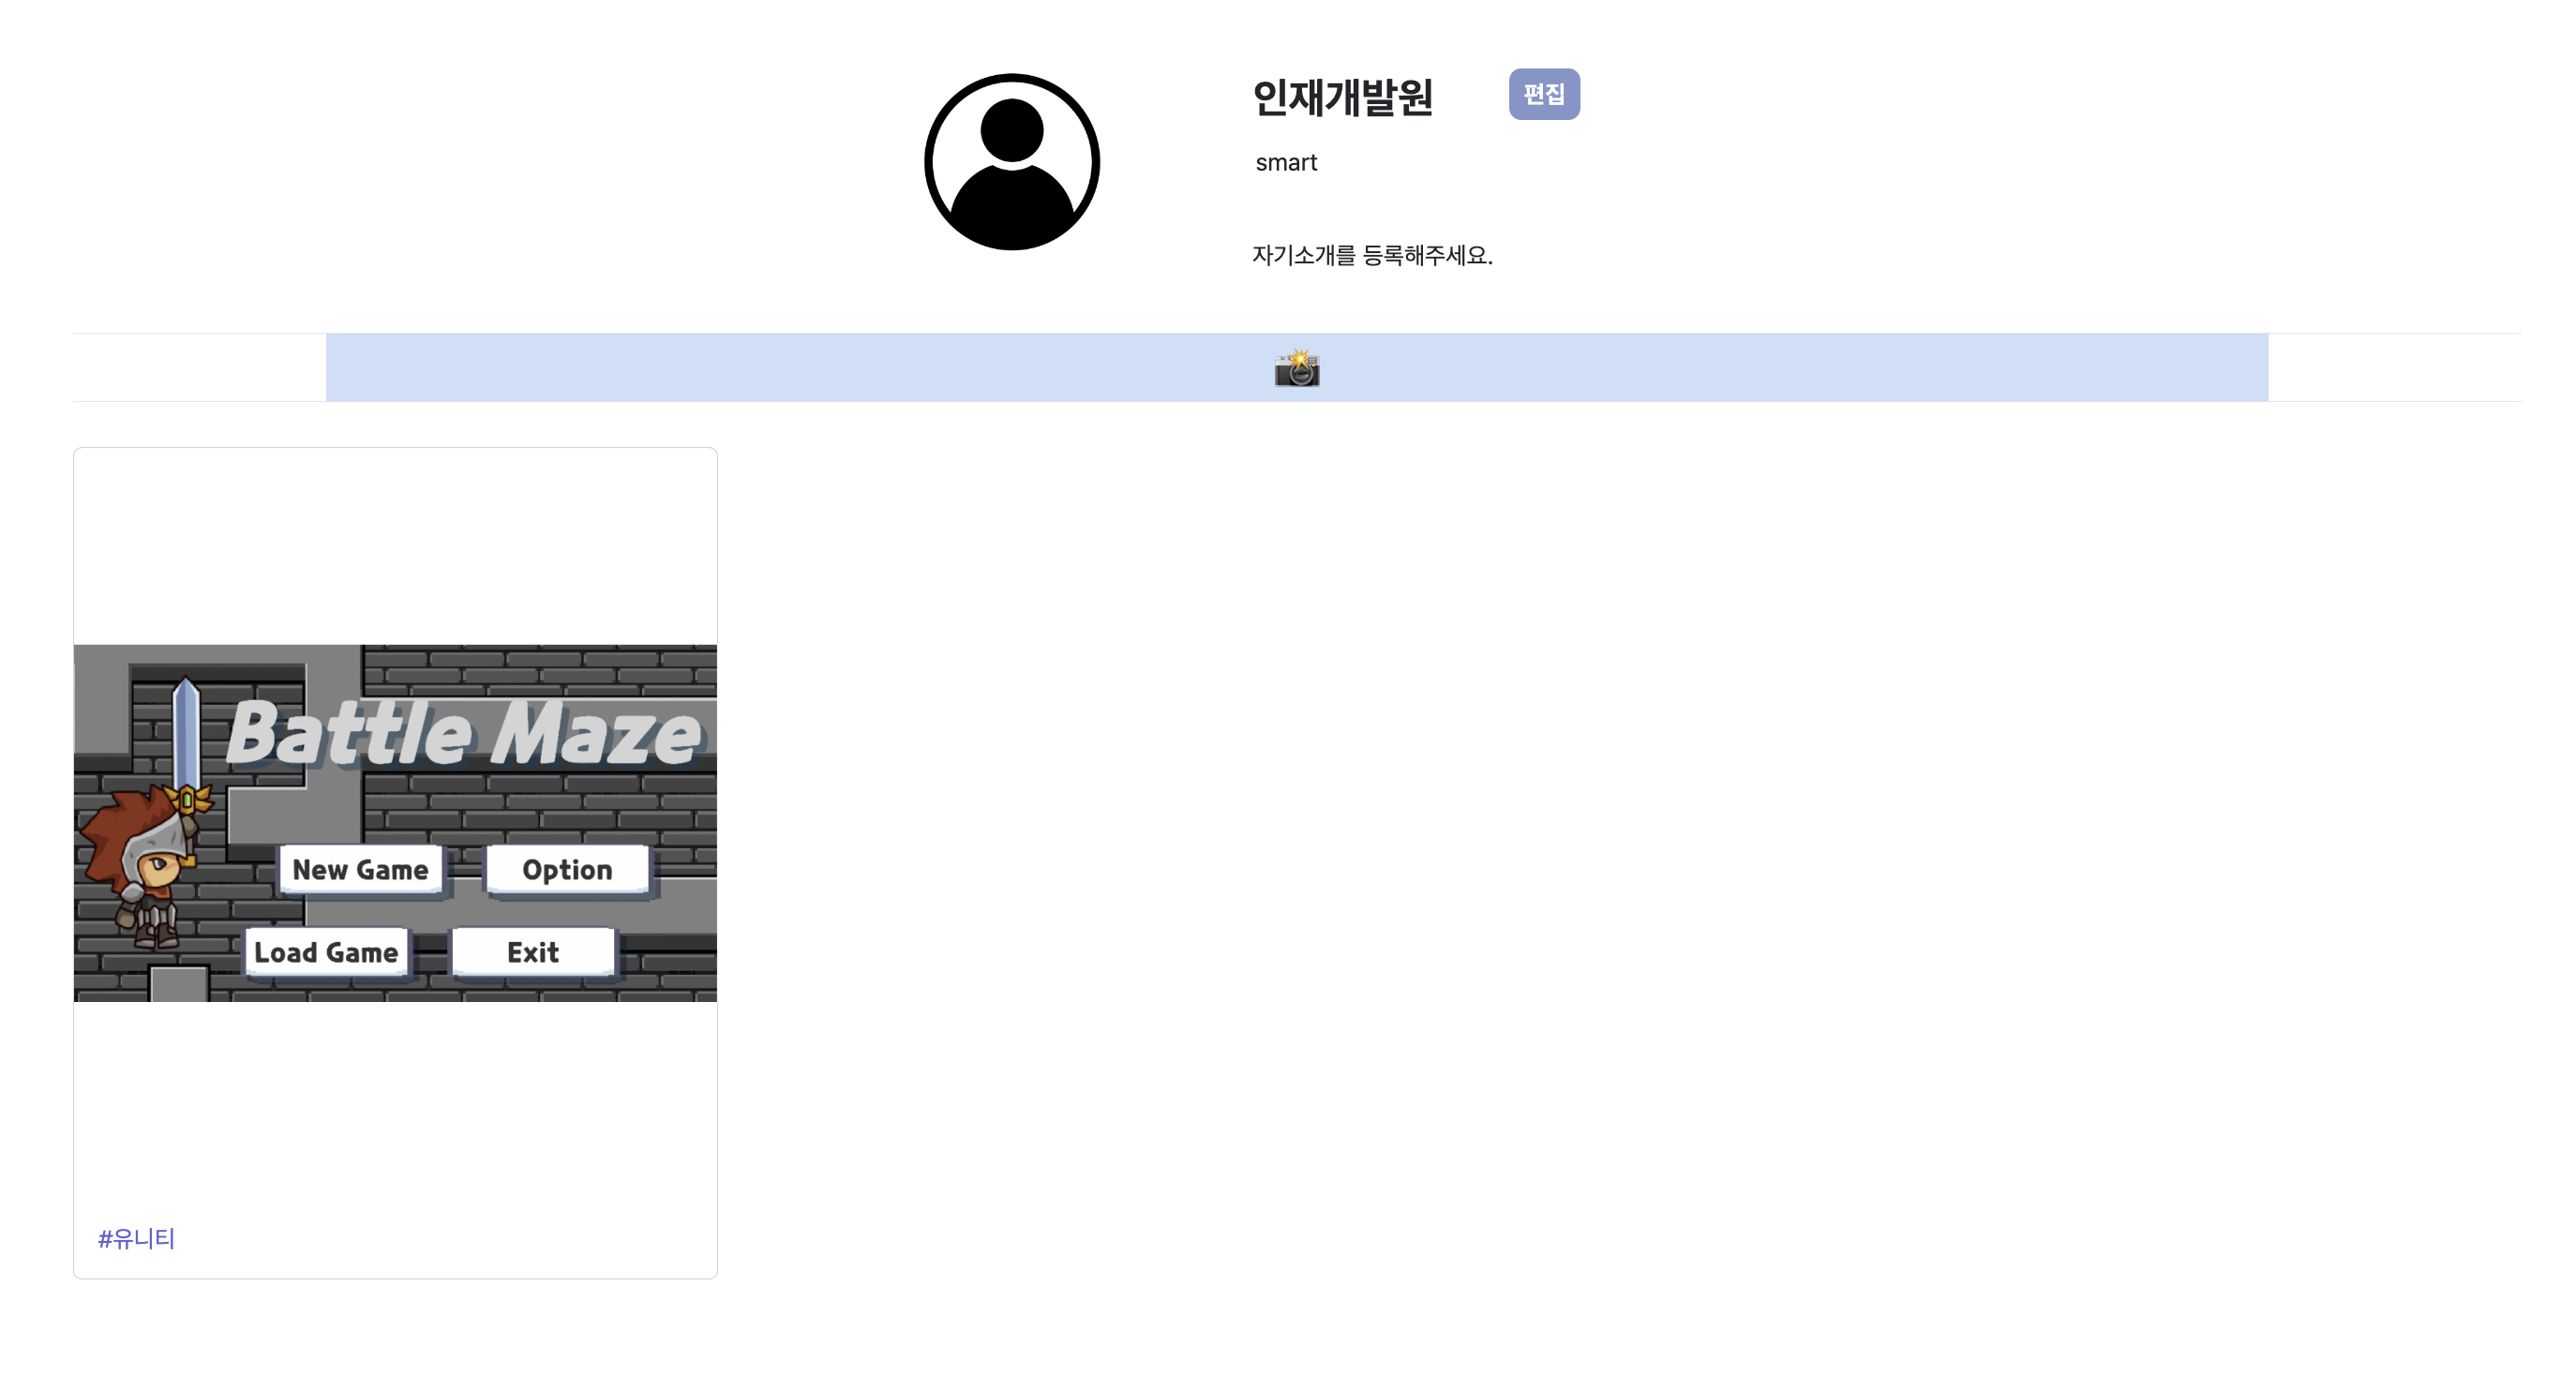 인재개발원 편집
smart
자기소개를 등록해주세요.
Battle Maze
New Game Option
Load Game Exit
#유니티